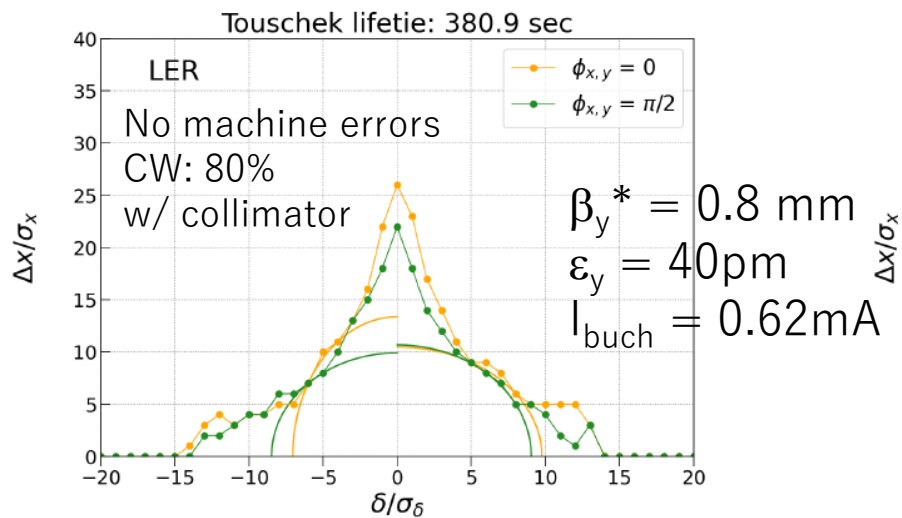 Touschek lifetie: 380.9 sec
40
35
30
25
20
15
10
5
0
Δx/σₓ
LER
No machine errors
CW: 80%
w/ collimator
ϕₓ,ᵧ = 0
ϕₓ,ᵧ = π/2
βy* = 0.8 mm
εy = 40pm
Ibuch = 0.62mA
Δx/σₓ
−20 −15 −10 −5 0 5 10 15 20
δ/σδ